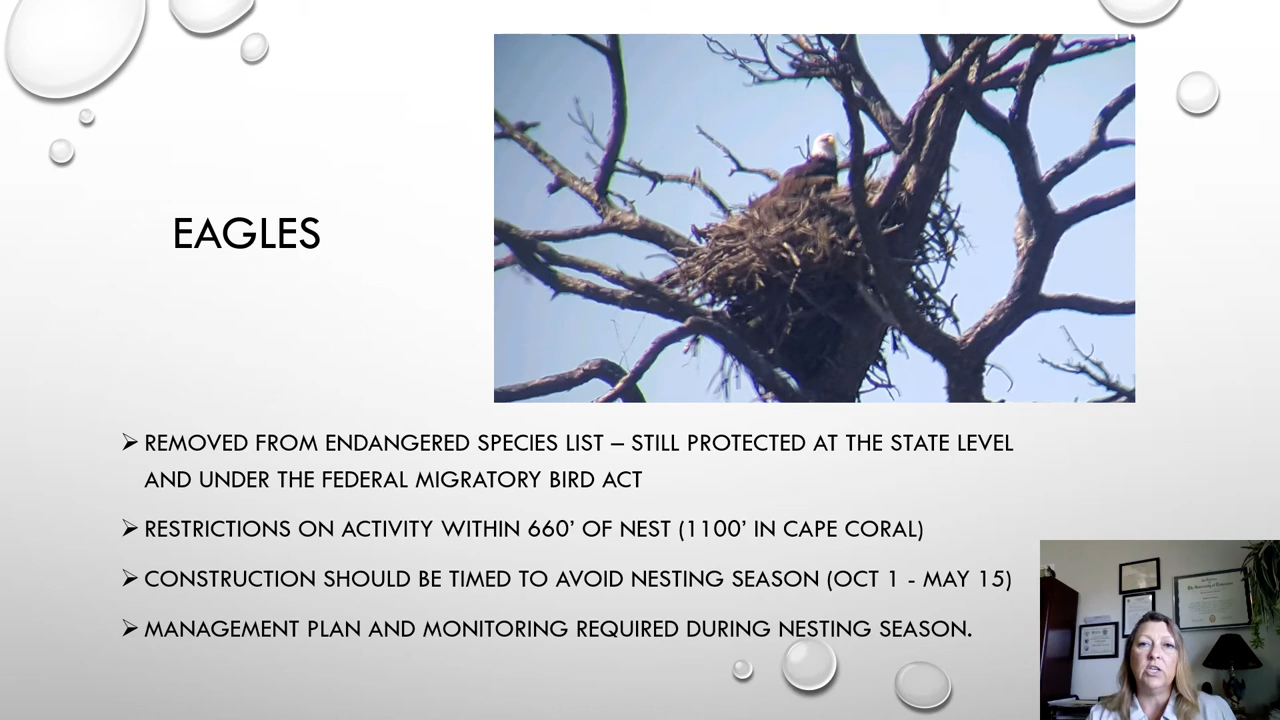 EAGLES
REMOVED FROM ENDANGERED SPECIES LIST – STILL PROTECTED AT THE STATE LEVEL
AND UNDER THE FEDERAL MIGRATORY BIRD ACT
RESTRICTIONS ON ACTIVITY WITHIN 660’ OF NEST (1100’ IN CAPE CORAL)
CONSTRUCTION SHOULD BE TIMED TO AVOID NESTING SEASON (OCT 1 - MAY 15)
MANAGEMENT PLAN AND MONITORING REQUIRED DURING NESTING SEASON.